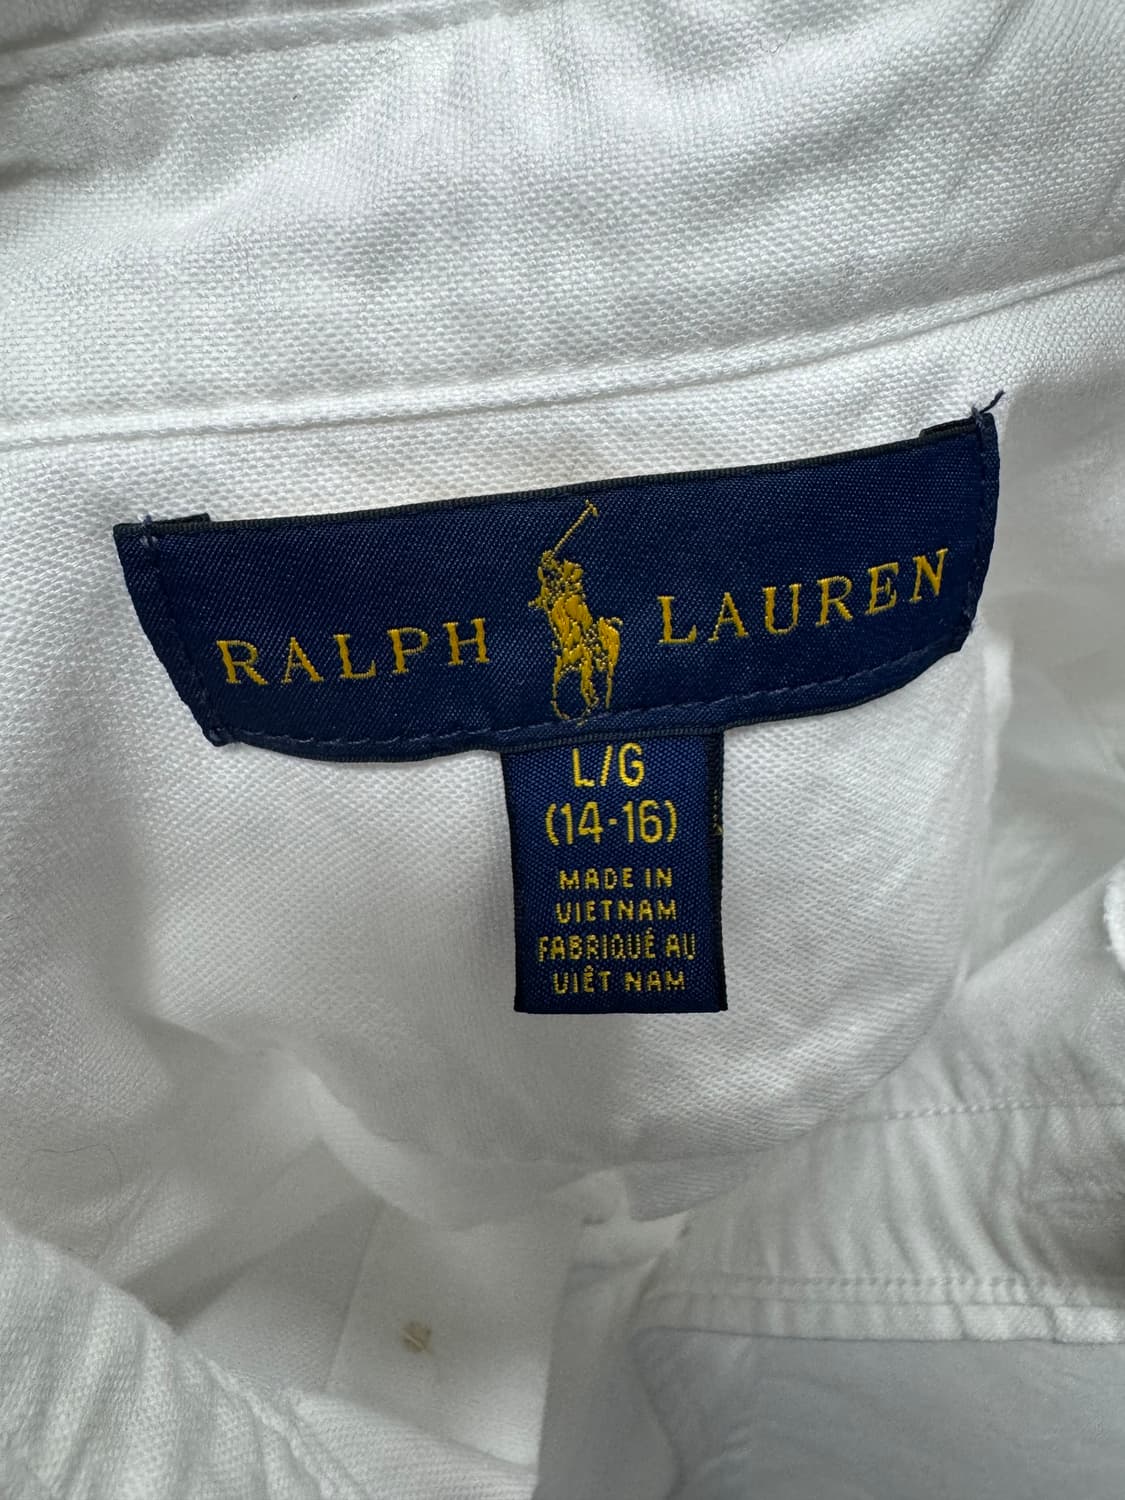 RALPH LAUREN
L/G
(14-16)
MADE IN
VIETNAM
FABRIQUÉ AU
VIÊT NAM